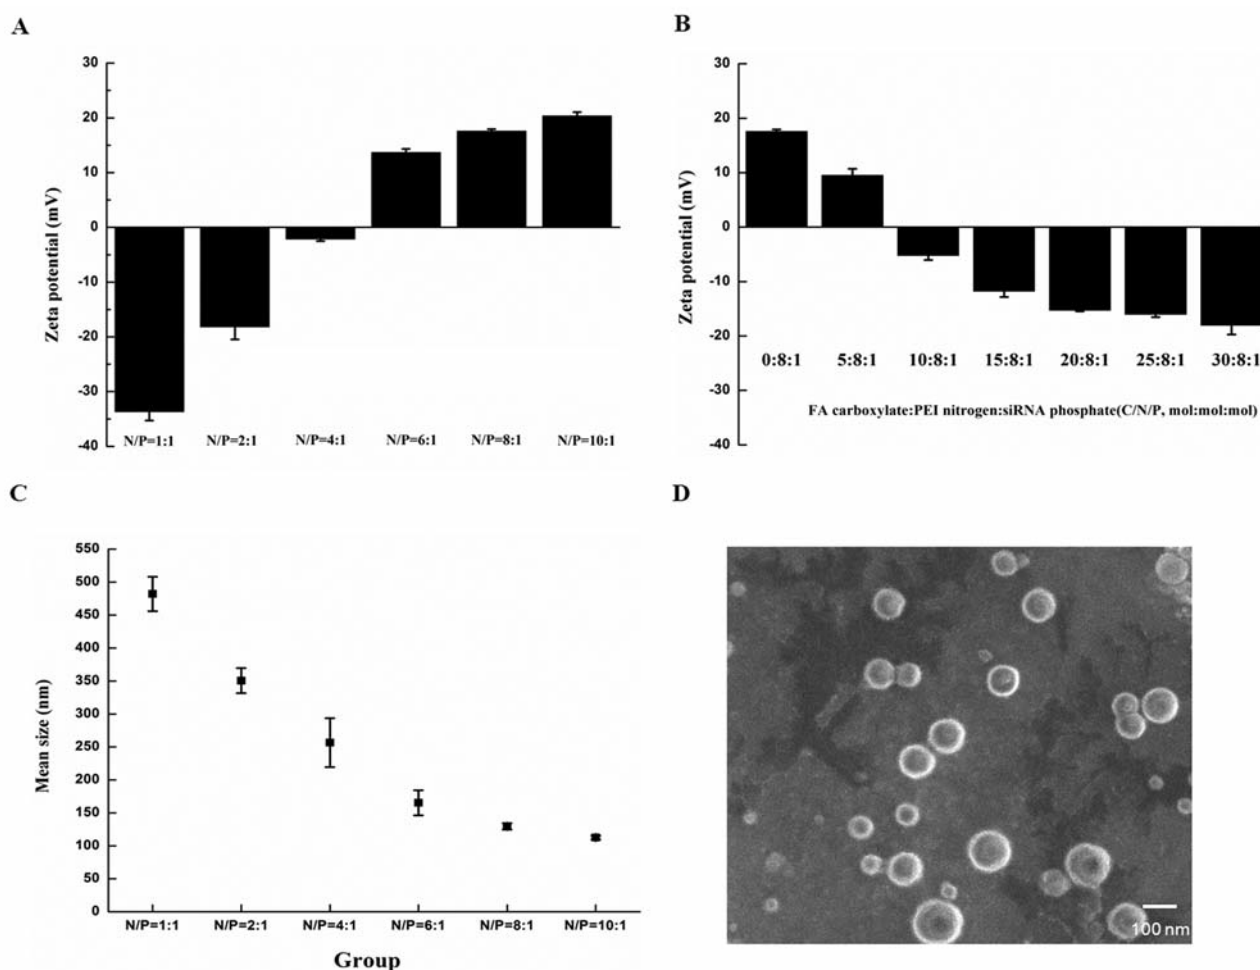 A
30
20
10
0
-10
-20
-30
-40
Zeta potential (mV)
N/P=1:1 N/P=2:1 N/P=4:1 N/P=6:1 N/P=8:1 N/P=10:1
B
30
20
10
0
-10
-20
-30
-40
Zeta potential (mV)
0:8:1 5:8:1 10:8:1 15:8:1 20:8:1 25:8:1 30:8:1
FA carboxylate:PEI nitrogen:siRNA phosphate(C/N/P, mol:mol:mol)
C
550
500
450
400
350
300
250
200
150
100
50
0
Mean size (nm)
N/P=1:1 N/P=2:1 N/P=4:1 N/P=6:1 N/P=8:1 N/P=10:1
Group
D
100 nm